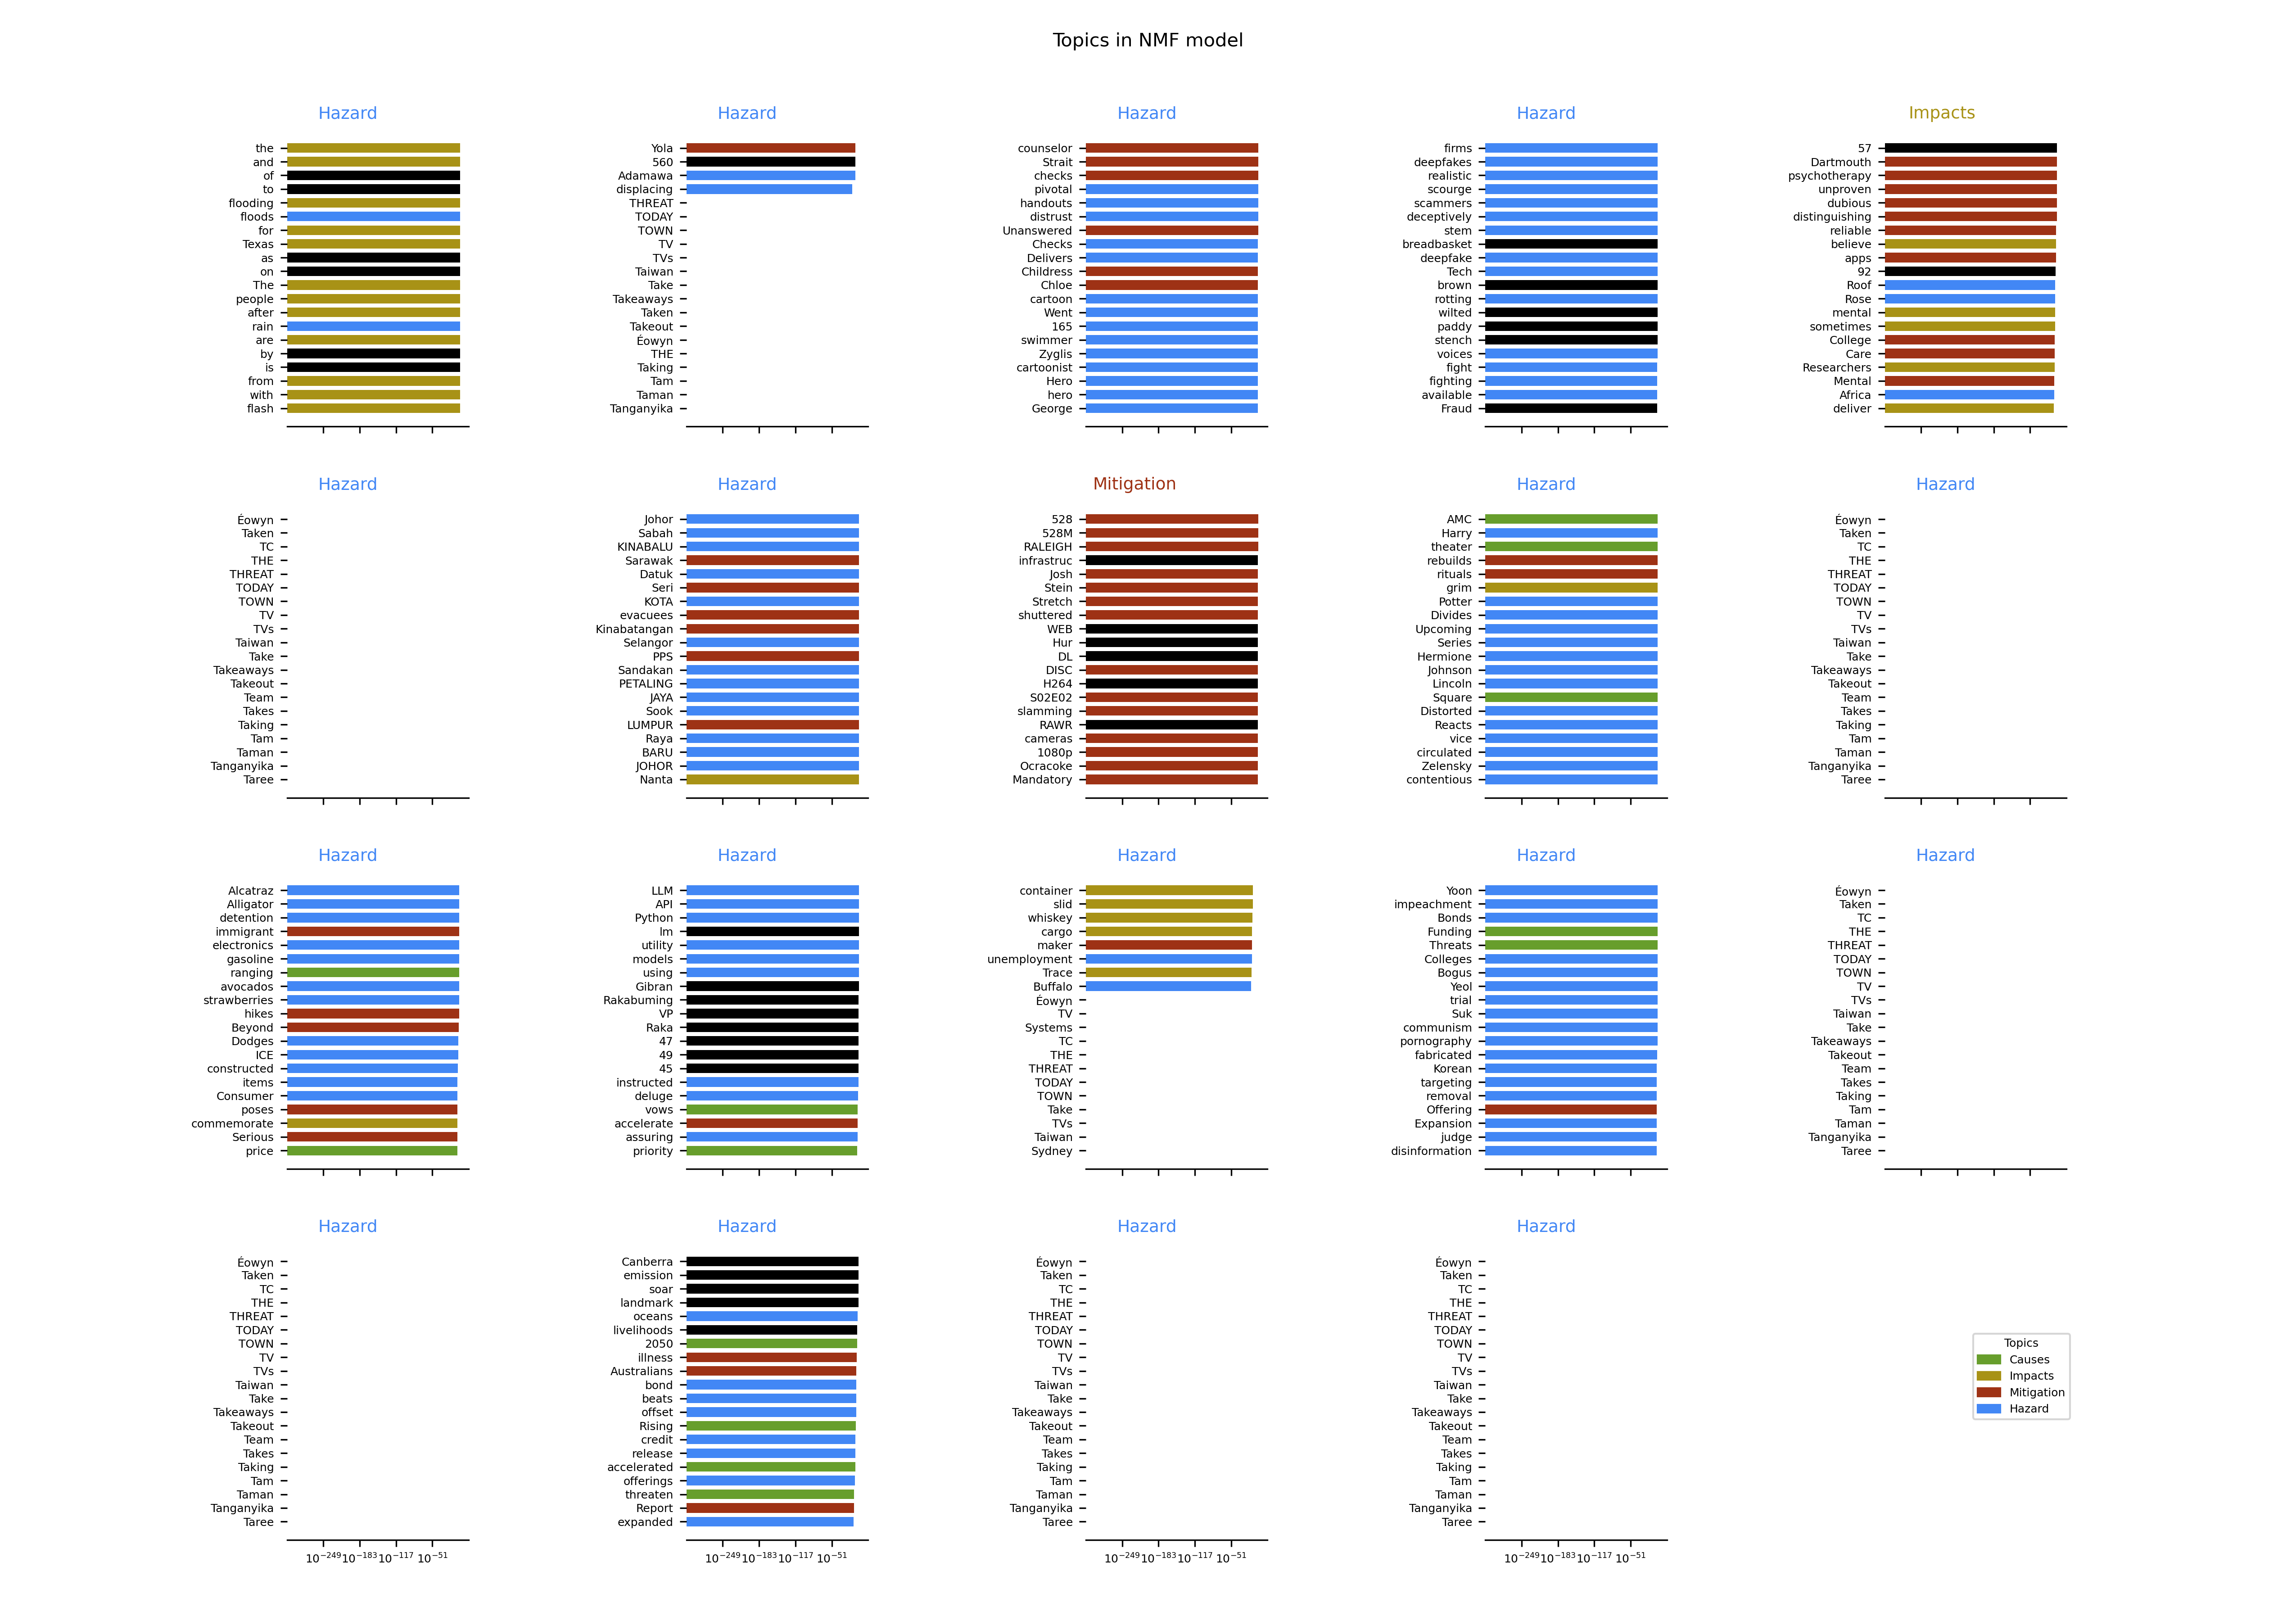 Topics in NMF model
Hazard
the
and
of
to
flooding
floods
for
Texas
as
on
The
people
after
rain
are
by
is
from
with
flash
Hazard
Yola
560
Adamawa
displacing
THREAT
TODAY
TOWN
TV
TVs
Taiwan
Take
Takeaways
Taken
Takeout
Éowyn
THE
Taking
Tam
Taman
Tanganyika
Hazard
counselor
Strait
checks
pivotal
handouts
distrust
Unanswered
Checks
Delivers
Childress
Chloe
cartoon
Went
165
swimmer
Zyglis
cartoonist
Hero
hero
George
Hazard
firms
deepfakes
realistic
scourge
scammers
deceptively
stem
breadbasket
deepfake
Tech
brown
rotting
wilted
paddy
stench
voices
fight
fighting
available
Fraud
Impacts
57
Dartmouth
psychotherapy
unproven
dubious
distinguishing
reliable
believe
apps
92
Roof
Rose
mental
sometimes
College
Care
Researchers
Mental
Africa
deliver
Hazard
Éowyn
Taken
TC
THE
THREAT
TODAY
TOWN
TV
TVs
Taiwan
Take
Takeaways
Takeout
Team
Takes
Taking
Tam
Taman
Tanganyika
Taree
Hazard
Johor
Sabah
KINABALU
Sarawak
Datuk
Seri
KOTA
evacuees
Kinabatangan
Selangor
PPS
Sandakan
PETALING
JAYA
Sook
LUMPUR
Raya
BARU
JOHOR
Nanta
Mitigation
528
528M
RALEIGH
infrastruc
Josh
Stein
Stretch
shuttered
WEB
Hur
DL
DISC
H264
S02E02
slamming
RAWR
cameras
1080p
Ocracoke
Mandatory
Hazard
AMC
Harry
theater
rebuilds
rituals
grim
Potter
Divides
Upcoming
Series
Hermione
Johnson
Lincoln
Square
Distorted
Reacts
vice
circulated
Zelensky
contentious
Hazard
Éowyn
Taken
TC
THE
THREAT
TODAY
TOWN
TV
TVs
Taiwan
Take
Takeaways
Takeout
Team
Takes
Taking
Tam
Taman
Tanganyika
Taree
Hazard
Alcatraz
Alligator
detention
immigrant
electronics
gasoline
ranging
avocados
strawberries
hikes
Beyond
Dodges
ICE
constructed
items
Consumer
poses
commemorate
Serious
price
Hazard
LLM
API
Python
Im
utility
models
using
Gibran
Rakabuming
VP
Raka
47
49
45
instructed
deluge
vows
accelerate
assuring
priority
Hazard
container
slid
whiskey
cargo
maker
unemployment
Trace
Buffalo
Éowyn
TV
Systems
TC
THE
THREAT
TODAY
TOWN
Take
TVs
Taiwan
Sydney
Hazard
Yoon
impeachment
Bonds
Funding
Threats
Colleges
Bogus
Yeol
trial
Suk
communism
pornography
fabricated
Korean
targeting
removal
Offering
Expansion
judge
disinformation
Hazard
Éowyn
Taken
TC
THE
THREAT
TODAY
TOWN
TV
TVs
Taiwan
Take
Takeaways
Takeout
Team
Takes
Taking
Tam
Taman
Tanganyika
Taree
Hazard
Éowyn
Taken
TC
THE
THREAT
TODAY
TOWN
TV
TVs
Taiwan
Take
Takeaways
Takeout
Team
Takes
Taking
Tam
Taman
Tanganyika
Taree
10⁻²⁴⁹ 10⁻¹⁸³ 10⁻¹¹⁷ 10⁻⁵¹
Hazard
Canberra
emission
soar
landmark
oceans
livelihoods
2050
illness
Australians
bond
beats
offset
Rising
credit
release
accelerated
offerings
threaten
Report
expanded
10⁻²⁴⁹ 10⁻¹⁸³ 10⁻¹¹⁷ 10⁻⁵¹
Hazard
Éowyn
Taken
TC
THE
THREAT
TODAY
TOWN
TV
TVs
Taiwan
Take
Takeaways
Takeout
Team
Takes
Taking
Tam
Taman
Tanganyika
Taree
10⁻²⁴⁹ 10⁻¹⁸³ 10⁻¹¹⁷ 10⁻⁵¹
Hazard
Éowyn
Taken
TC
THE
THREAT
TODAY
TOWN
TV
TVs
Taiwan
Take
Takeaways
Takeout
Team
Takes
Taking
Tam
Taman
Tanganyika
Taree
10⁻²⁴⁹ 10⁻¹⁸³ 10⁻¹¹⁷ 10⁻⁵¹
Topics
Causes
Impacts
Mitigation
Hazard